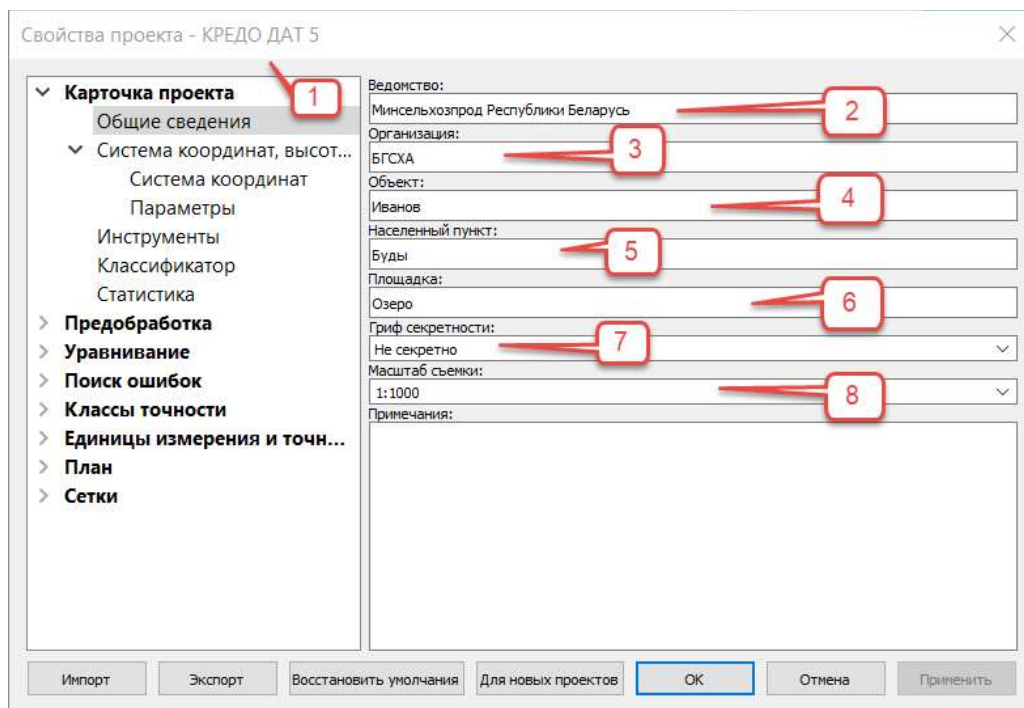 Свойства проекта - КРЕДО ДАТ 5
Карточка проекта
1
Общие сведения
Система координат, высот...
Система координат
Параметры
Инструменты
Классификатор
Статистика
Предобработка
Уравнивание
Поиск ошибок
Классы точности
Единицы измерения и точн...
План
Сетки
Ведомство:
Минсельхозпрод Республики Беларусь
2
Организация:
БГСХА
3
Объект:
Иванов
4
Населенный пункт:
Буды
5
Площадка:
Озеро
6
Гриф секретности:
Не секретно
7
Масштаб съемки:
1:1000
8
Примечания:
Импорт
Экспорт
Восстановить умолчания
Для новых проектов
ОК
Отмена
Применить